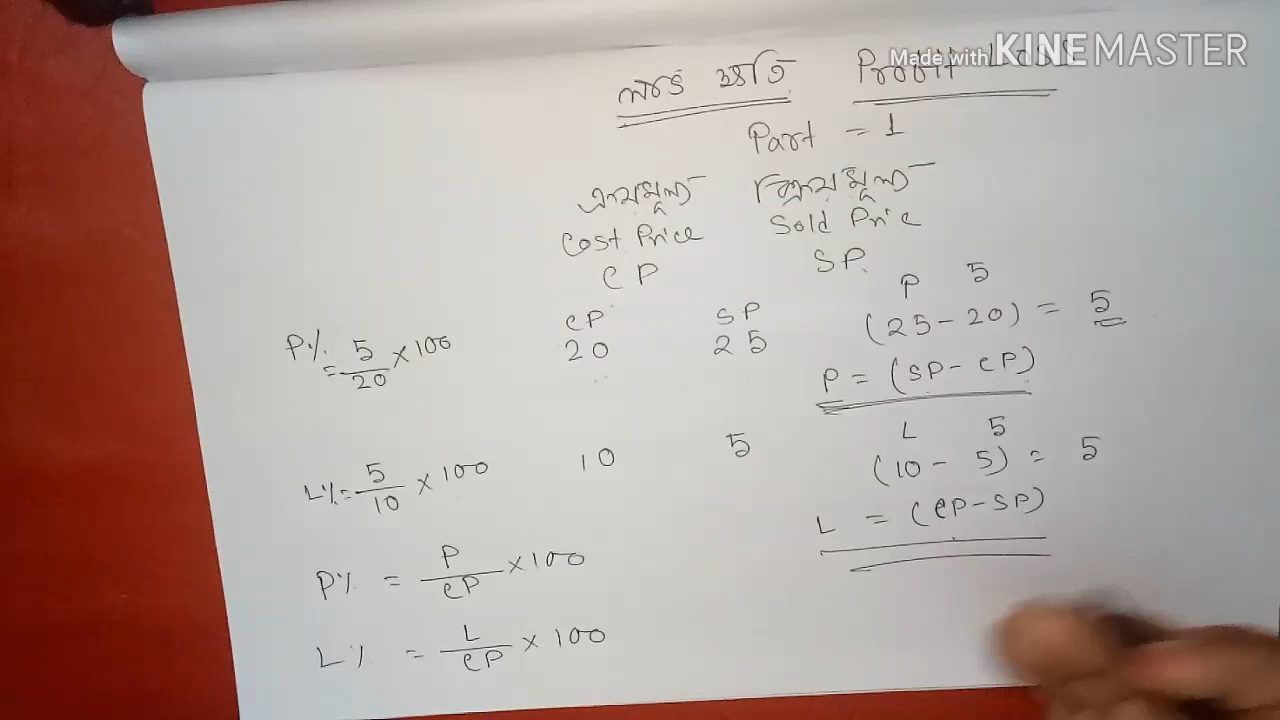 Made with KINEMASTER
লাভ ক্ষতি Profit Loss
Part = 1
ক্রয়মূল্য বিক্রয়মূল্য
Cost Price Sold Price
CP SP.
P 5
CP SP (25 - 20) = 5
P% = 5/20 × 100 20 25
P = (SP - CP)
L 5
L% = 5/10 × 100 10 5 (10 - 5) = 5
L = (CP - SP)
P% = P/CP × 100
L% = L/CP × 100